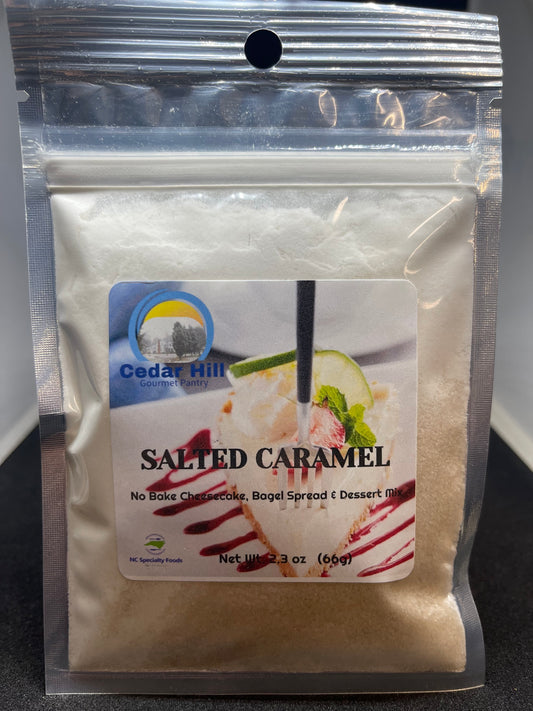 Cedar Hill
Gourmet Pantry
SALTED CARAMEL
No Bake Cheesecake, Bagel Spread & Dessert Mix
NC Specialty Foods
Net Wt 2.3 oz (66g)